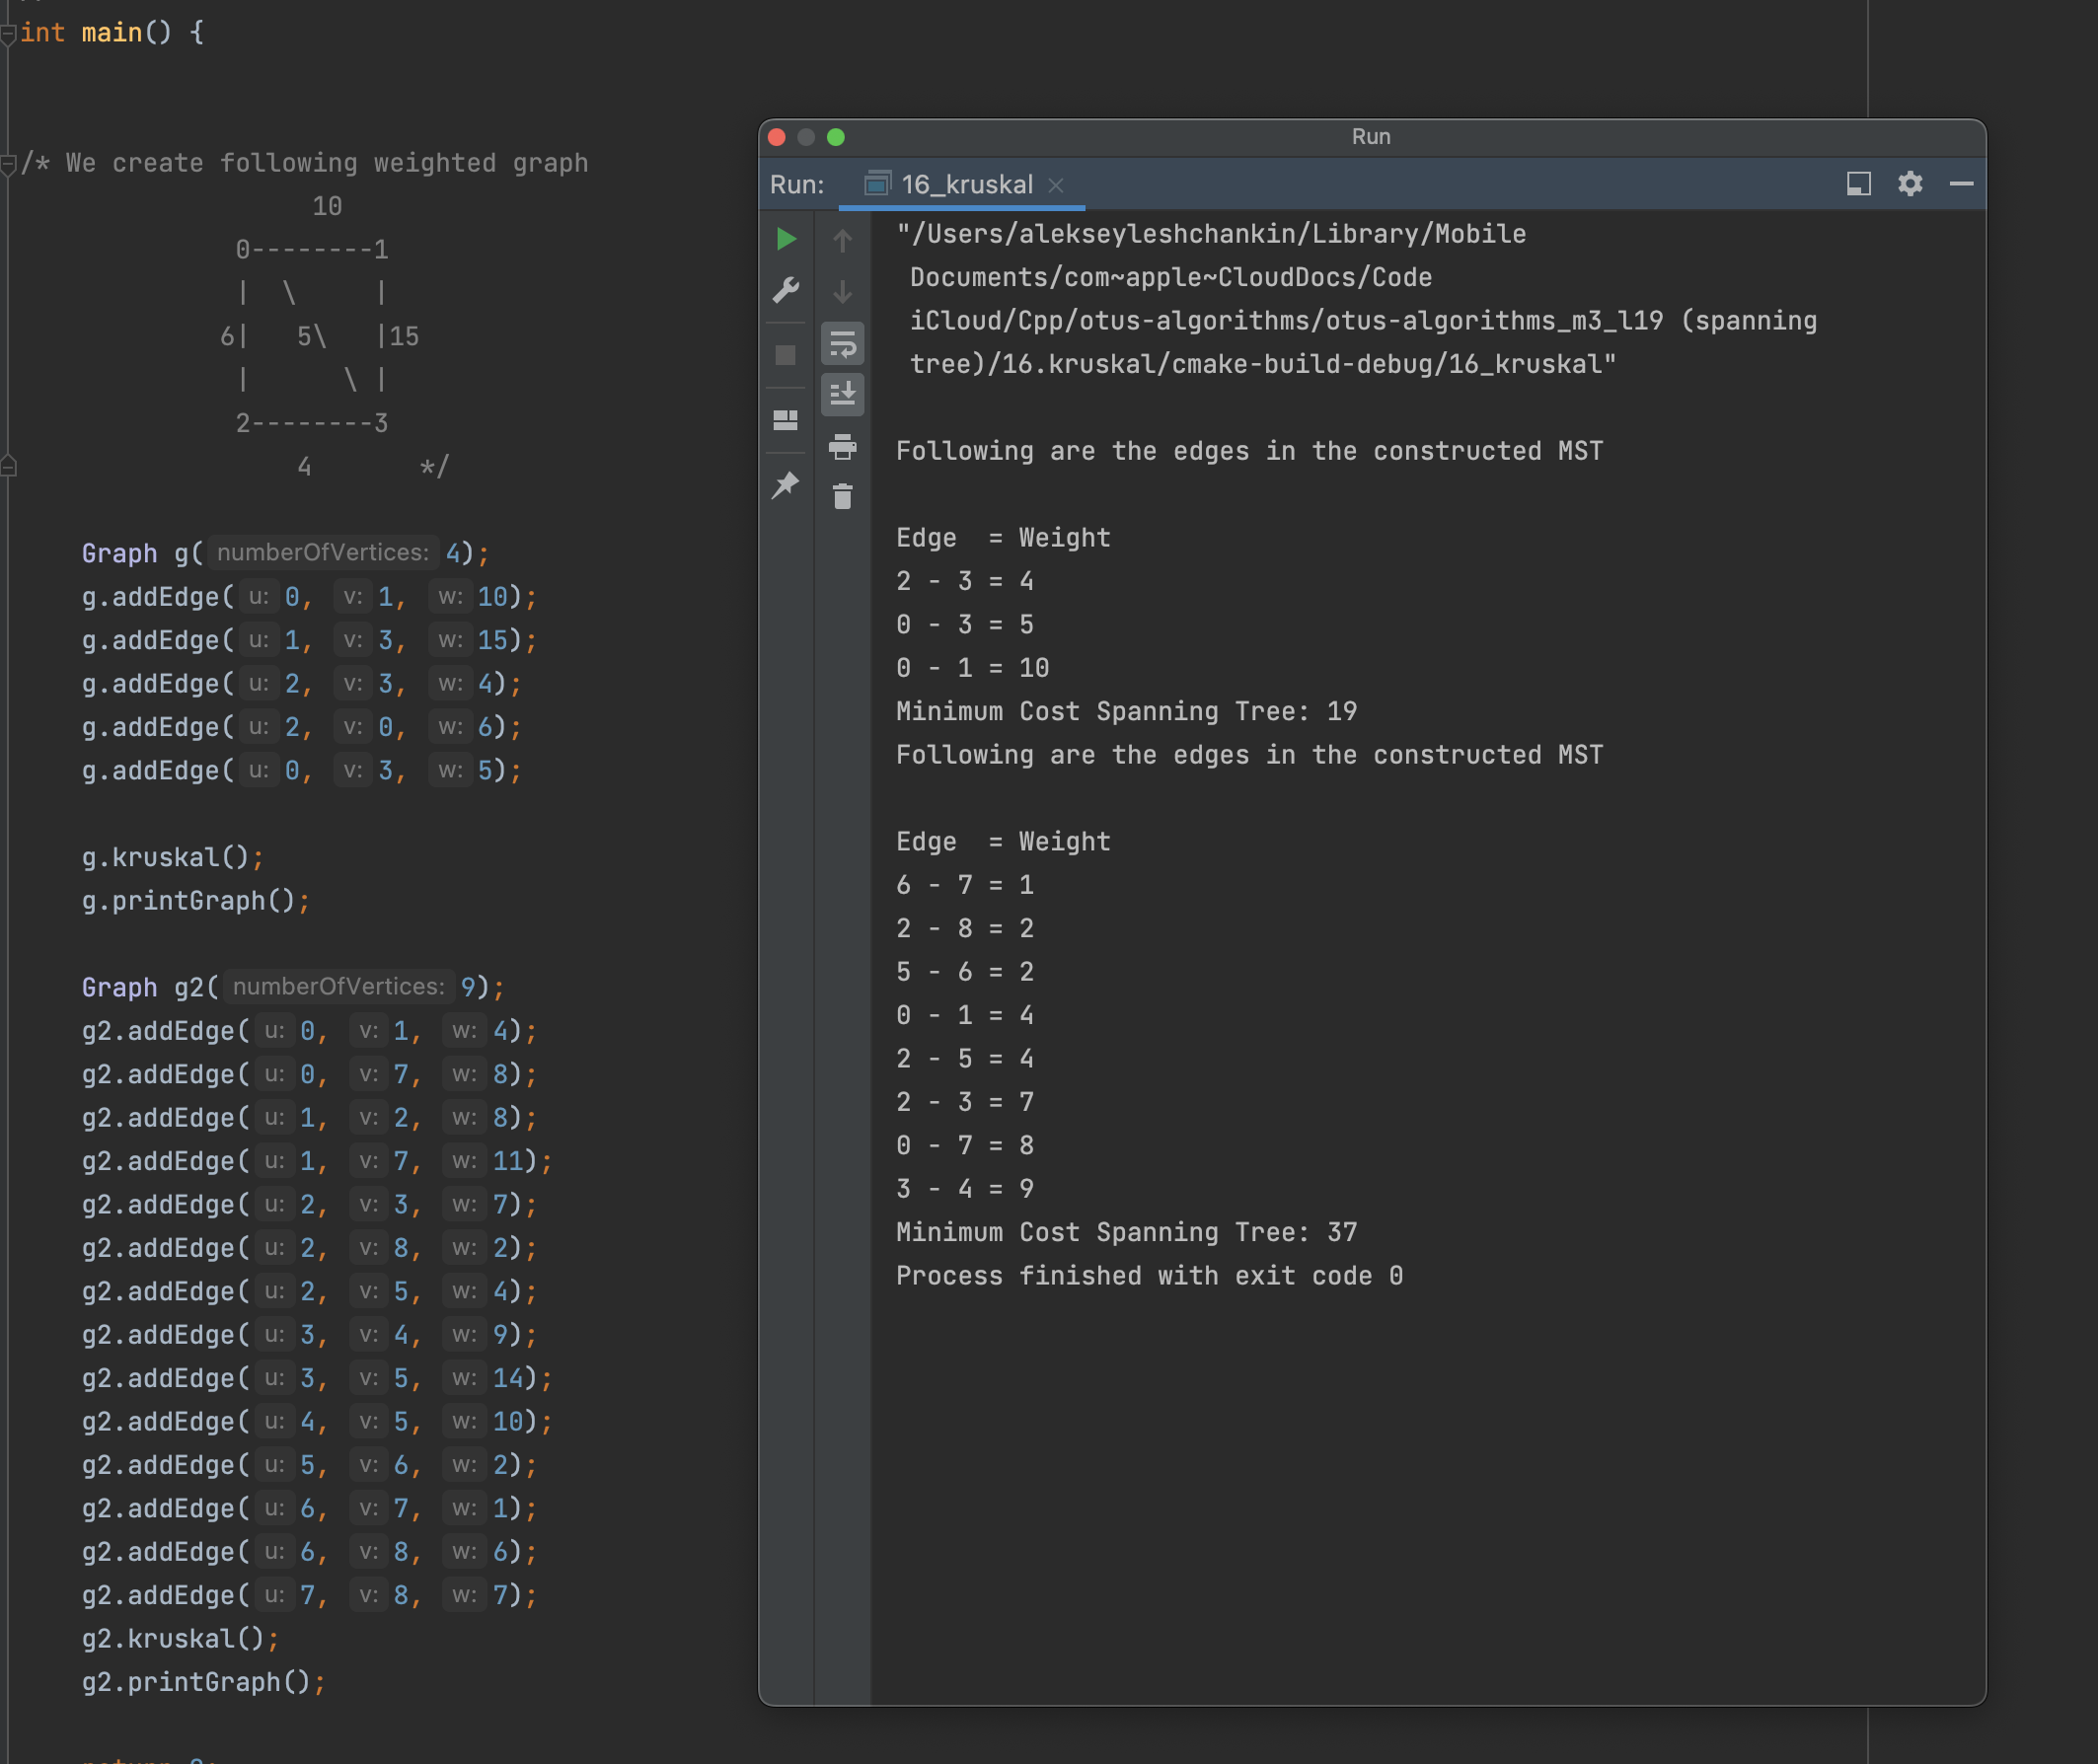 int main() {
/* We create following weighted graph
10
0--------1
|  \     |
6|   5\   |15
|      \ |
2--------3
4       */
Graph g( numberOfVertices: 4);
g.addEdge( u: 0, v: 1, w: 10);
g.addEdge( u: 1, v: 3, w: 15);
g.addEdge( u: 2, v: 3, w: 4);
g.addEdge( u: 2, v: 0, w: 6);
g.addEdge( u: 0, v: 3, w: 5);
g.kruskal();
g.printGraph();
Graph g2( numberOfVertices: 9);
g2.addEdge( u: 0, v: 1, w: 4);
g2.addEdge( u: 0, v: 7, w: 8);
g2.addEdge( u: 1, v: 2, w: 8);
g2.addEdge( u: 1, v: 7, w: 11);
g2.addEdge( u: 2, v: 3, w: 7);
g2.addEdge( u: 2, v: 8, w: 2);
g2.addEdge( u: 2, v: 5, w: 4);
g2.addEdge( u: 3, v: 4, w: 9);
g2.addEdge( u: 3, v: 5, w: 14);
g2.addEdge( u: 4, v: 5, w: 10);
g2.addEdge( u: 5, v: 6, w: 2);
g2.addEdge( u: 6, v: 7, w: 1);
g2.addEdge( u: 6, v: 8, w: 6);
g2.addEdge( u: 7, v: 8, w: 7);
g2.kruskal();
g2.printGraph();
Run
Run: 16_kruskal
"/Users/alekseyleshchankin/Library/Mobile
Documents/com~apple~CloudDocs/Code
iCloud/Cpp/otus-algorithms/otus-algorithms_m3_l19 (spanning
tree)/16.kruskal/cmake-build-debug/16_kruskal"
Following are the edges in the constructed MST
Edge  = Weight
2 - 3 = 4
0 - 3 = 5
0 - 1 = 10
Minimum Cost Spanning Tree: 19
Following are the edges in the constructed MST
Edge  = Weight
6 - 7 = 1
2 - 8 = 2
5 - 6 = 2
0 - 1 = 4
2 - 5 = 4
2 - 3 = 7
0 - 7 = 8
3 - 4 = 9
Minimum Cost Spanning Tree: 37
Process finished with exit code 0